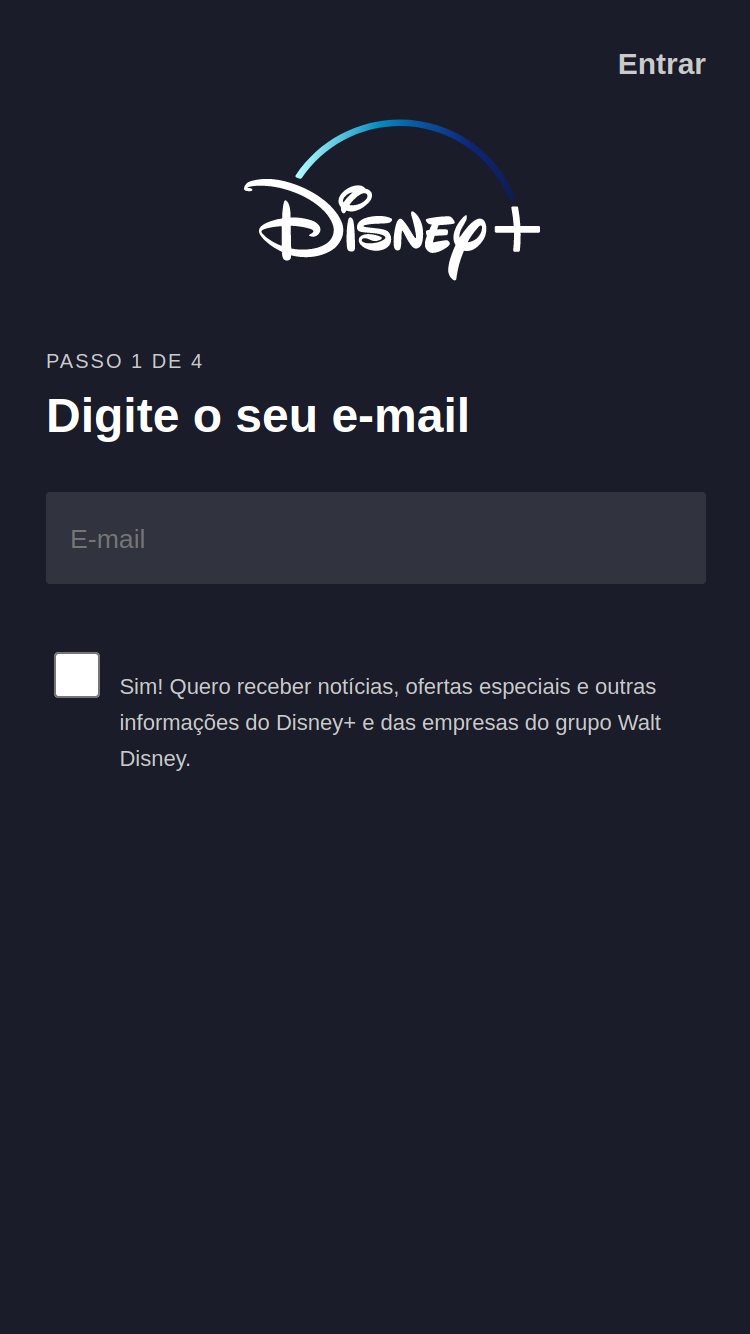 Entrar
Disney+
PASSO 1 DE 4
Digite o seu e-mail
E-mail
Sim! Quero receber notícias, ofertas especiais e outras
informações do Disney+ e das empresas do grupo Walt
Disney.